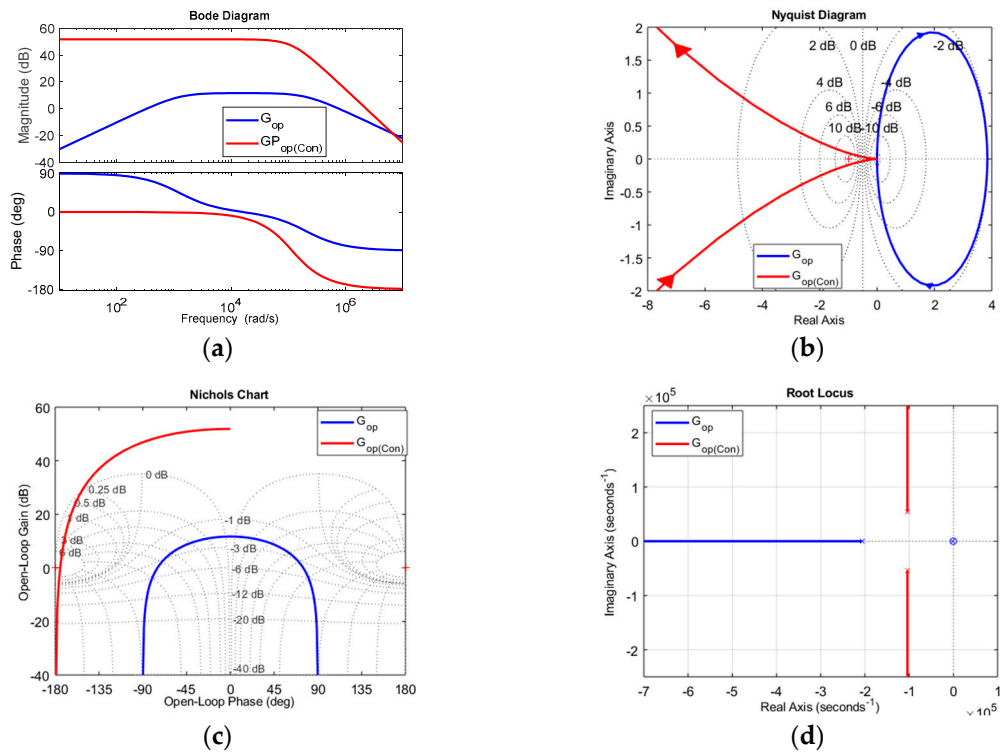 Bode Diagram
Magnitude (dB)
60
40
20
0
-20
-40
G_op
GP_op(Con)
Phase (deg)
90
0
-90
-180
10^2 10^4 10^6
Frequency (rad/s)
(a)
Nyquist Diagram
Imaginary Axis
2
1.5
1
0.5
0
-0.5
-1
-1.5
-2
2 dB 0 dB -2 dB
4 dB -4 dB
6 dB -6 dB
10 dB -10 dB
G_op
G_op(Con)
-8 -6 -4 -2 0 2 4
Real Axis
(b)
Nichols Chart
Open-Loop Gain (dB)
60
40
20
0
-20
-40
G_op
G_op(Con)
0 dB
0.25 dB
0.5 dB
-1 dB
-3 dB
-6 dB
-12 dB
-20 dB
-40 dB
-180 -135 -90 -45 0 45 90 135 180
Open-Loop Phase (deg)
(c)
Root Locus
×10^5
Imaginary Axis (seconds^-1)
2
1
0
-1
-2
G_op
G_op(Con)
-7 -6 -5 -4 -3 -2 -1 0 1
Real Axis (seconds^-1)
×10^5
(d)